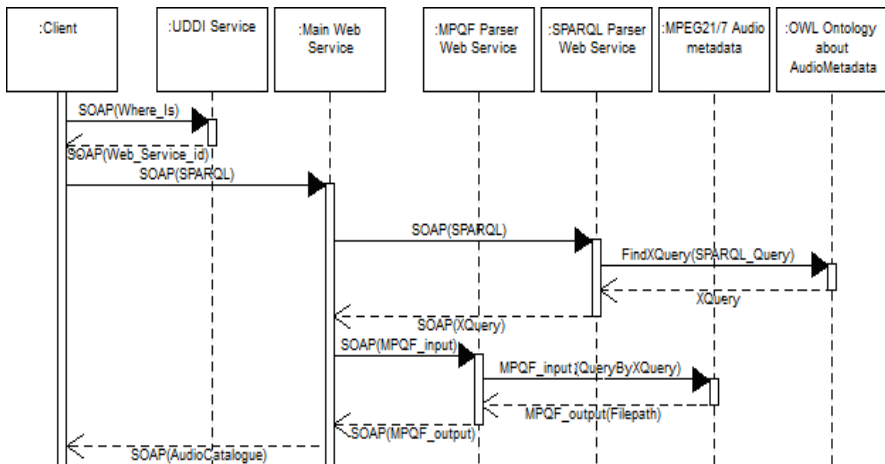 :Client
:UDDI Service
:Main Web
Service
:MPQF Parser
Web Service
:SPARQL Parser
Web Service
:MPEG21/7 Audio
metadata
:OWL Ontology
about
AudioMetadata
SOAP(Where_Is)
SOAP(Web_Service_id)
SOAP(SPARQL)
SOAP(SPARQL)
FindXQuery(SPARQL_Query)
XQuery
SOAP(XQuery)
SOAP(MPQF_input)
MPQF_input:(QueryByXQuery)
MPQF_output(Filepath)
SOAP(MPQF_output)
SOAP(AudioCatalogue)